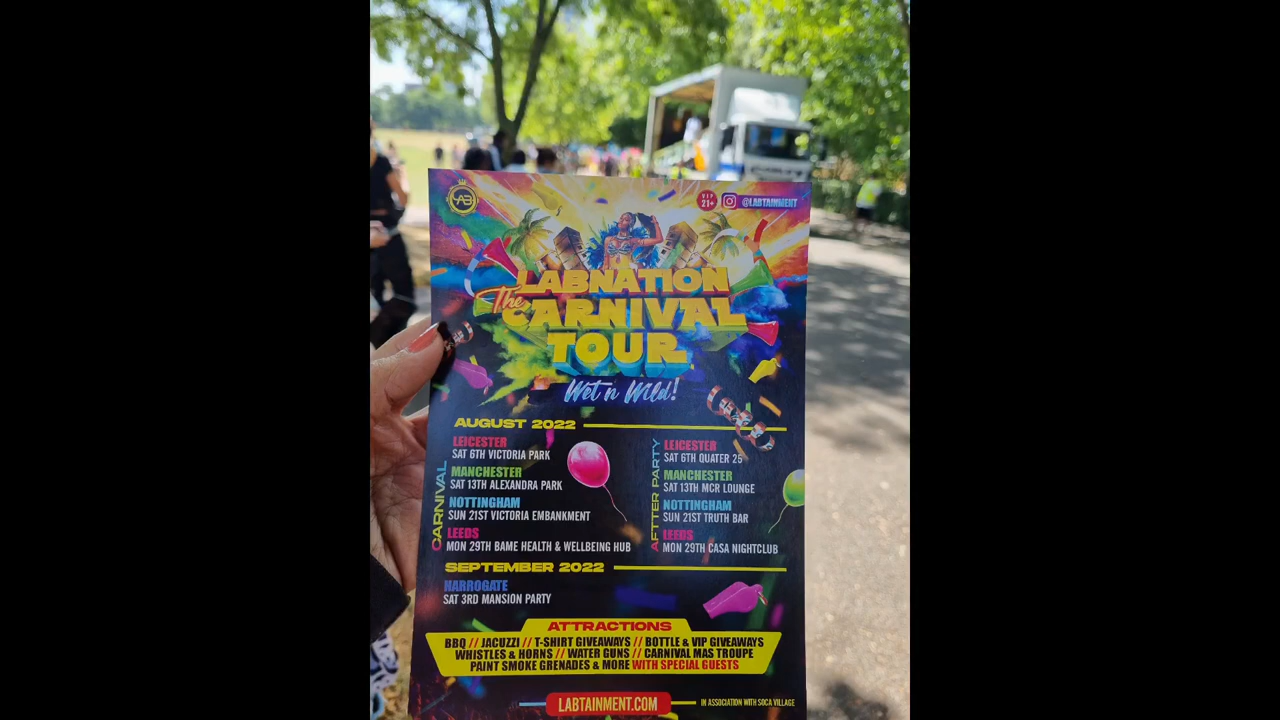 LAB
VIP
21+
@LABTAINMENT
LABNATION
The
CARNIVAL
TOUR
Wet n Wild!
AUGUST 2022
CARNIVAL
LEICESTER
SAT 6TH VICTORIA PARK
MANCHESTER
SAT 13TH ALEXANDRA PARK
NOTTINGHAM
SUN 21ST VICTORIA EMBANKMENT
LEEDS
MON 29TH BAME HEALTH & WELLBEING HUB
AFTTER PARTY
LEICESTER
SAT 6TH QUATER 25
MANCHESTER
SAT 13TH MCR LOUNGE
NOTTINGHAM
SUN 21ST TRUTH BAR
LEEDS
MON 29TH CASA NIGHTCLUB
SEPTEMBER 2022
HARROGATE
SAT 3RD MANSION PARTY
ATTRACTIONS
BBQ // JACUZZI // T-SHIRT GIVEAWAYS // BOTTLE & VIP GIVEAWAYS
WHISTLES & HORNS // WATER GUNS // CARNIVAL MAS TROUPE
PAINT SMOKE GRENADES & MORE WITH SPECIAL GUESTS
LABTAINMENT.COM
IN ASSOCIATION WITH SOCA VILLAGE